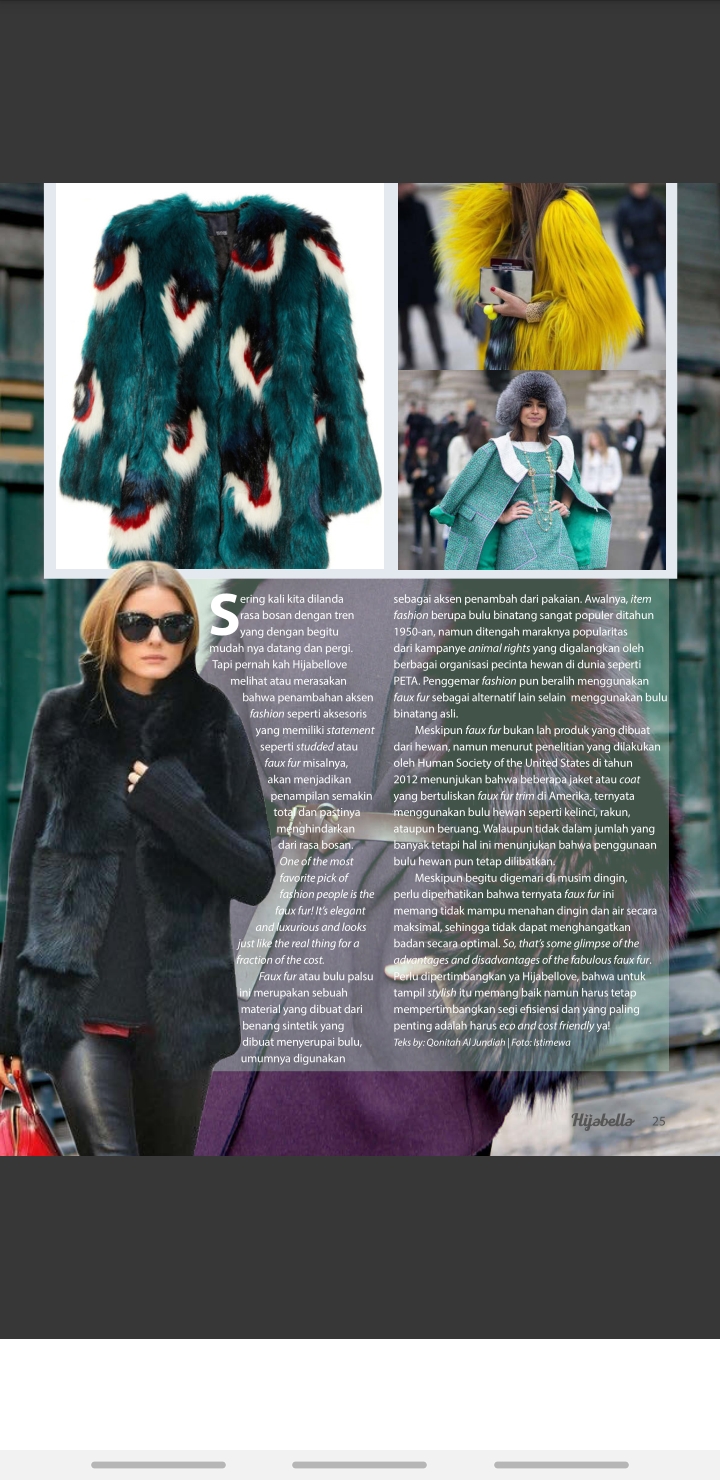 Sering kali kita dilanda
rasa bosan dengan tren
yang dengan begitu
mudah nya datang dan pergi.
Tapi pernah kah Hijabellove
melihat atau merasakan
bahwa penambahan aksen
fashion seperti aksesoris
yang memiliki statement
seperti studded atau
faux fur misalnya,
akan menjadikan
penampilan semakin
total dan pastinya
menghindarkan
dari rasa bosan.
One of the most
favorite pick of
fashion people is the
faux fur! It's elegant
and luxurious and looks
just like the real thing for a
fraction of the cost.
Faux fur atau bulu palsu
ini merupakan sebuah
material yang dibuat dari
benang sintetik yang
dibuat menyerupai bulu,
umumnya digunakan
sebagai aksen penambah dari pakaian. Awalnya, item
fashion berupa bulu binatang sangat populer ditahun
1950-an, namun ditengah maraknya popularitas
dari kampanye animal rights yang digalangkan oleh
berbagai organisasi pecinta hewan di dunia seperti
PETA. Penggemar fashion pun beralih menggunakan
faux fur sebagai alternatif lain selain menggunakan bulu
binatang asli.
Meskipun faux fur bukan lah produk yang dibuat
dari hewan, namun menurut penelitian yang dilakukan
oleh Human Society of the United States di tahun
2012 menunjukan bahwa beberapa jaket atau coat
yang bertuliskan faux fur trim di Amerika, ternyata
menggunakan bulu hewan seperti kelinci, rakun,
ataupun beruang. Walaupun tidak dalam jumlah yang
banyak tetapi hal ini menunjukan bahwa penggunaan
bulu hewan pun tetap dilibatkan.
Meskipun begitu digemari di musim dingin,
perlu diperhatikan bahwa ternyata faux fur ini
memang tidak mampu menahan dingin dan air secara
maksimal, sehingga tidak dapat menghangatkan
badan secara optimal. So, that's some glimpse of the
advantages and disadvantages of the fabulous faux fur.
Perlu dipertimbangkan ya Hijabellove, bahwa untuk
tampil stylish itu memang baik namun harus tetap
mempertimbangkan segi efisiensi dan yang paling
penting adalah harus eco and cost friendly ya!
Teks by: Qonitah Al Jundiah | Foto: Istimewa
Hijabella 25